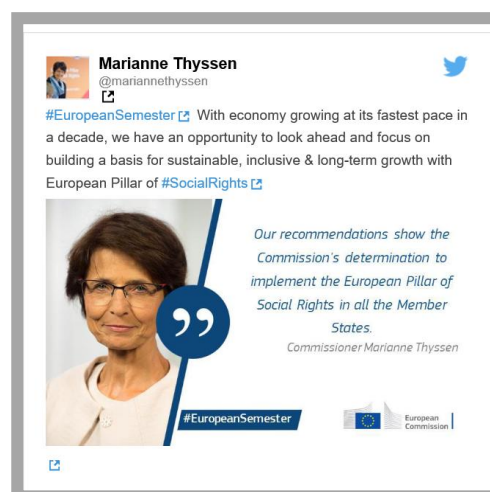 Marianne Thyssen
@mariannethyssen
#EuropeanSemester With economy growing at its fastest pace in
a decade, we have an opportunity to look ahead and focus on
building a basis for sustainable, inclusive & long-term growth with
European Pillar of #SocialRights
Our recommendations show the
Commission's determination to
implement the European Pillar of
Social Rights in all the Member
States.
Commissioner Marianne Thyssen
#EuropeanSemester
European
Commission